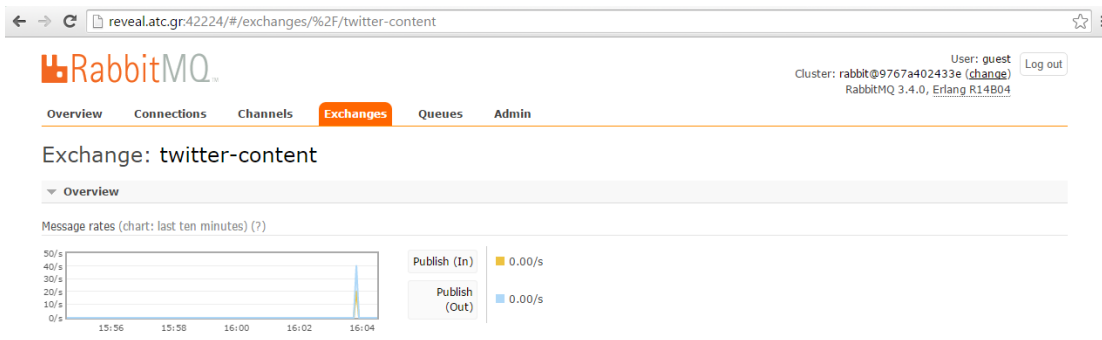 reveal.atc.gr:42224/#/exchanges/%2F/twitter-content
RabbitMQ
User: guest
Log out
Cluster: rabbit@9767a402433e (change)
RabbitMQ 3.4.0, Erlang R14B04
Overview Connections Channels Exchanges Queues Admin
Exchange: twitter-content
Overview
Message rates (chart: last ten minutes) (?)
50/s
40/s
30/s
20/s
10/s
0/s
15:56 15:58 16:00 16:02 16:04
Publish (In) 0.00/s
Publish
(Out) 0.00/s